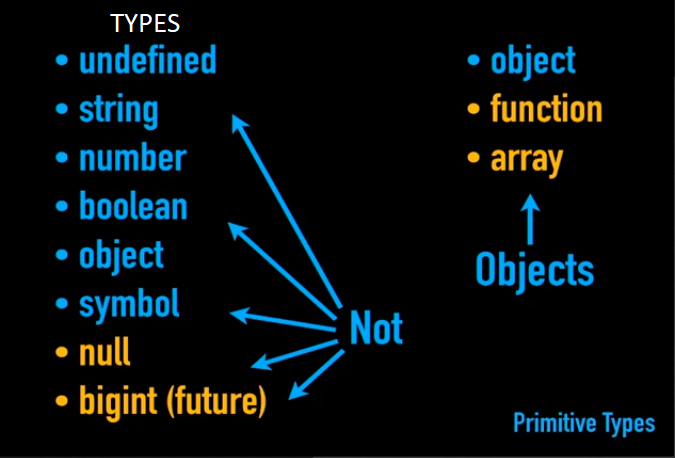 TYPES
• undefined
• string
• number
• boolean
• object
• symbol
• null
• bigint (future)
Not
• object
• function
• array
Objects
Primitive Types